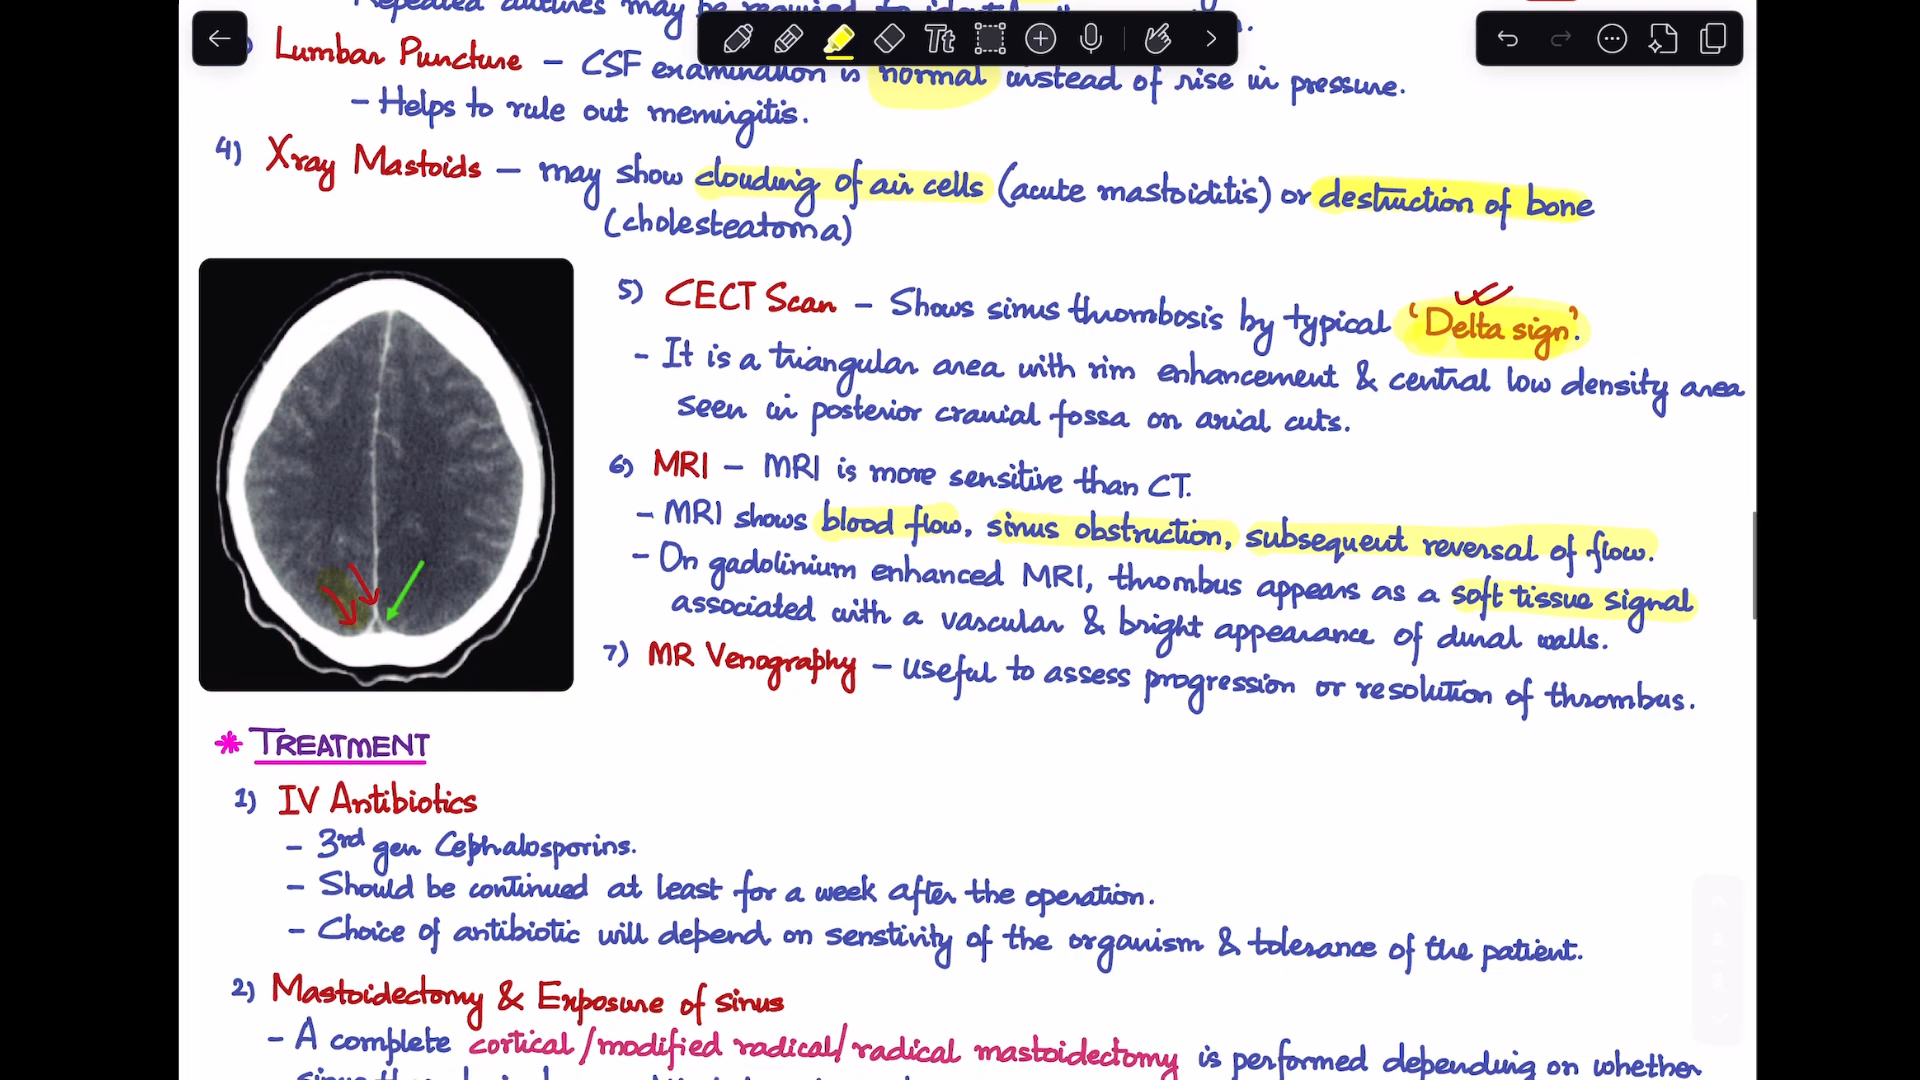 Repeated cultures may be required to identify
Lumbar Puncture – CSF examination is normal instead of rise in pressure.
– Helps to rule out memingitis.
4) Xray Mastoids – may show clouding of air cells (acute mastoiditis) or destruction of bone
(cholesteatoma)
5) CECT Scan – Shows sinus thrombosis by typical 'Delta sign'.
– It is a triangular area with rim enhancement & central low density area
seen in posterior cranial fossa on axial cuts.
6) MRI – MRI is more sensitive than CT.
– MRI shows blood flow, sinus obstruction, subsequent reversal of flow.
– On gadolinium enhanced MRI, thrombus appears as a soft tissue signal
associated with a vascular & bright appearance of dural walls.
7) MR Venography – useful to assess progression or resolution of thrombus.
* TREATMENT
1) IV Antibiotics
– 3rd gen Cephalosporins.
– Should be continued at least for a week after the operation.
– Choice of antibiotic will depend on senstivity of the organism & tolerance of the patient.
2) Mastoidectomy & Exposure of sinus
– A complete cortical/modified radical/radical mastoidectomy is performed depending on whether